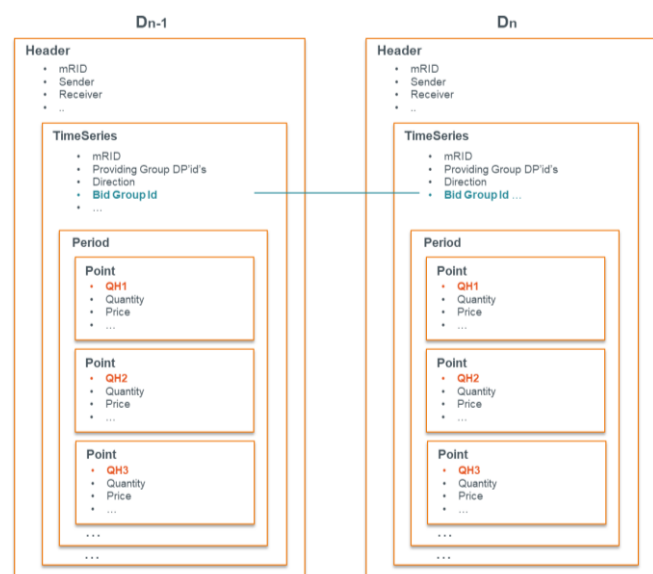 Dn-1
Header
• mRID
• Sender
• Receiver
• ..
TimeSeries
• mRID
• Providing Group DP'id's
• Direction
• Bid Group Id
• ...
Period
Point
• QH1
• Quantity
• Price
• ...
Point
• QH2
• Quantity
• Price
• ...
Point
• QH3
• Quantity
• Price
• ...
...
...
Dn
Header
• mRID
• Sender
• Receiver
• ..
TimeSeries
• mRID
• Providing Group DP'id's
• Direction
• Bid Group Id ...
Period
Point
• QH1
• Quantity
• Price
• ...
Point
• QH2
• Quantity
• Price
• ...
Point
• QH3
• Quantity
• Price
• ...
...
...